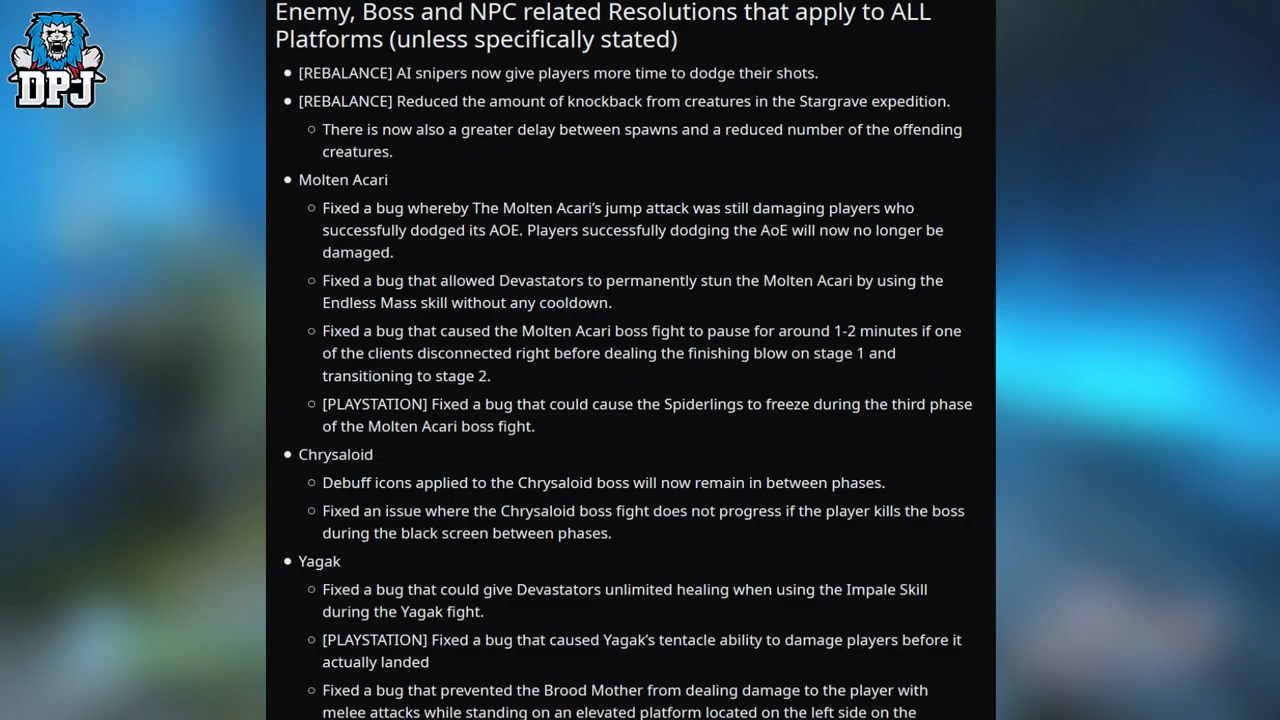 DPJ
Enemy, Boss and NPC related Resolutions that apply to ALL
Platforms (unless specifically stated)
• [REBALANCE] AI snipers now give players more time to dodge their shots.
• [REBALANCE] Reduced the amount of knockback from creatures in the Stargrave expedition.
○ There is now also a greater delay between spawns and a reduced number of the offending
creatures.
• Molten Acari
○ Fixed a bug whereby The Molten Acari’s jump attack was still damaging players who
successfully dodged its AOE. Players successfully dodging the AoE will now no longer be
damaged.
○ Fixed a bug that allowed Devastators to permanently stun the Molten Acari by using the
Endless Mass skill without any cooldown.
○ Fixed a bug that caused the Molten Acari boss fight to pause for around 1-2 minutes if one
of the clients disconnected right before dealing the finishing blow on stage 1 and
transitioning to stage 2.
○ [PLAYSTATION] Fixed a bug that could cause the Spiderlings to freeze during the third phase
of the Molten Acari boss fight.
• Chrysaloid
○ Debuff icons applied to the Chrysaloid boss will now remain in between phases.
○ Fixed an issue where the Chrysaloid boss fight does not progress if the player kills the boss
during the black screen between phases.
• Yagak
○ Fixed a bug that could give Devastators unlimited healing when using the Impale Skill
during the Yagak fight.
○ [PLAYSTATION] Fixed a bug that caused Yagak’s tentacle ability to damage players before it
actually landed
○ Fixed a bug that prevented the Brood Mother from dealing damage to the player with
melee attacks while standing on an elevated platform located on the left side on the